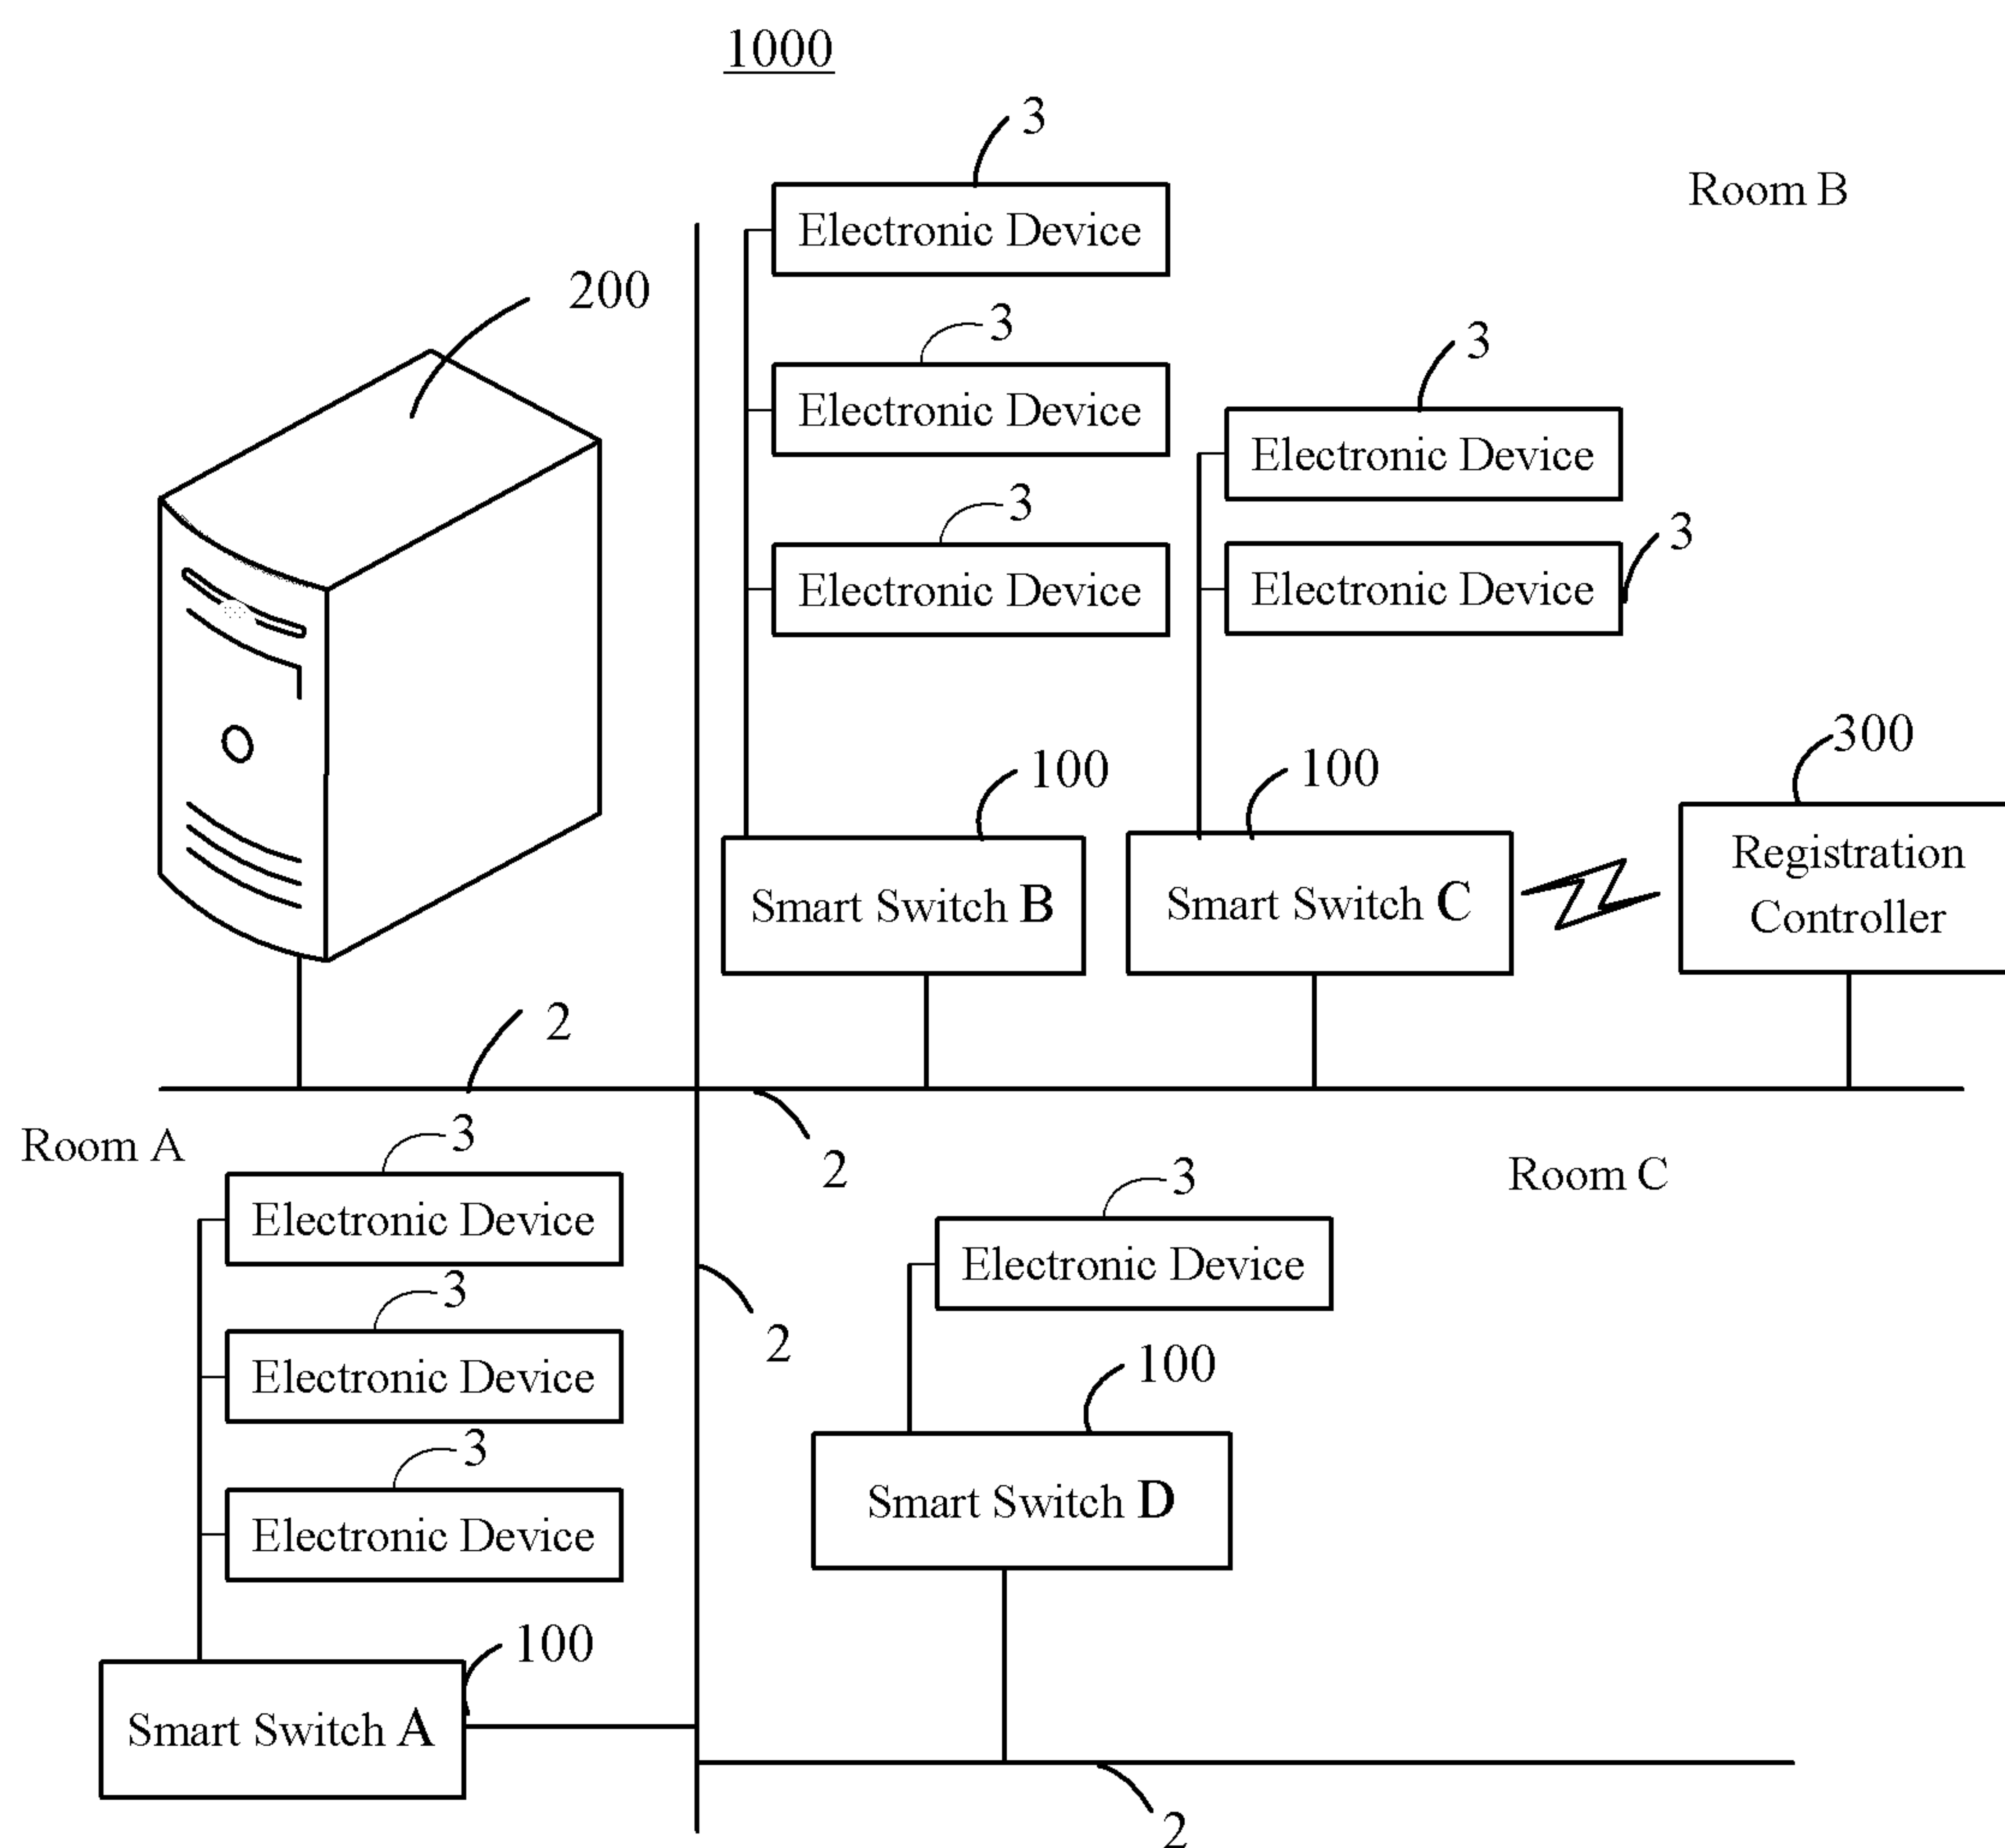 1000
3
Room B
Electronic Device
200
3
3
Electronic Device
Electronic Device
3
3
Electronic Device
Electronic Device
300
100
100
Registration
Controller
Smart Switch B
Smart Switch C
2
3
Room A
2
Room C
3
Electronic Device
Electronic Device
3
2
Electronic Device
100
3
Smart Switch D
Electronic Device
100
Smart Switch A
2